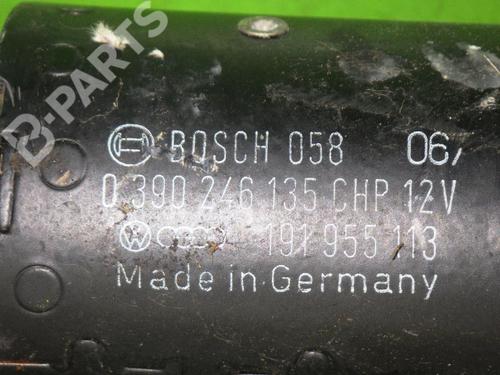 B-PARTS
BOSCH 058 06/
0 390 246 135 CHP 12V
191 955 113
Made in Germany